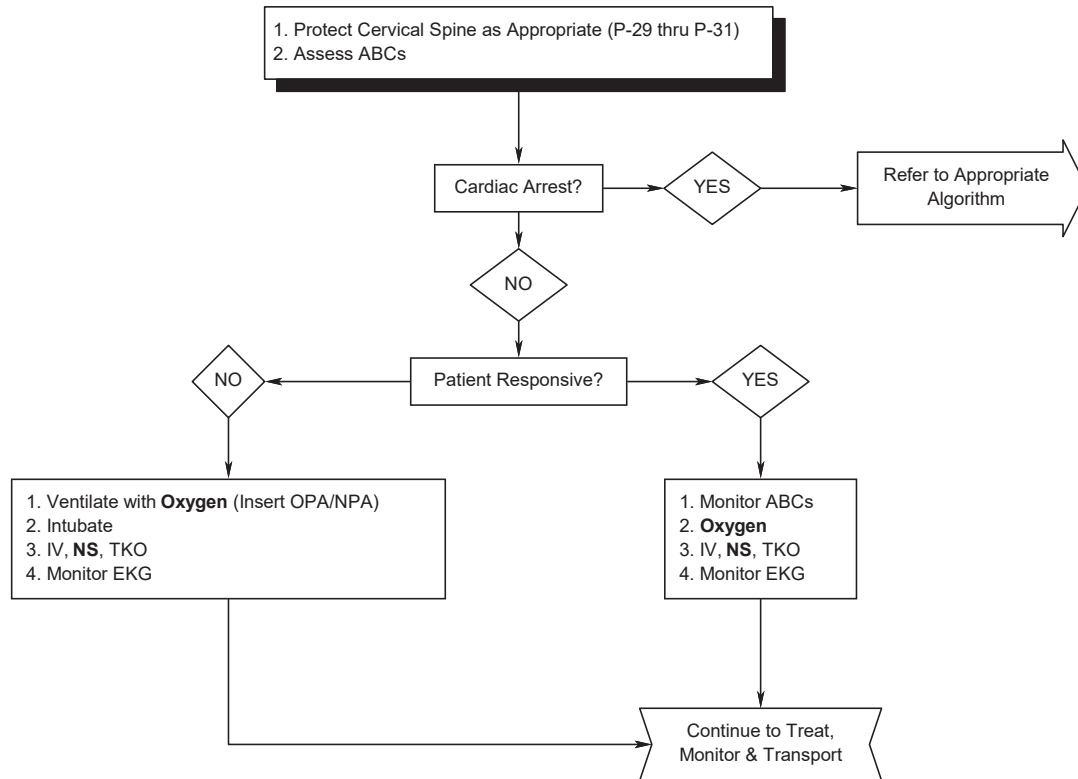 1. Protect Cervical Spine as Appropriate (P-29 thru P-31)
2. Assess ABCs
Cardiac Arrest?
YES
Refer to Appropriate
Algorithm
NO
NO
Patient Responsive?
YES
1. Ventilate with Oxygen (Insert OPA/NPA)
2. Intubate
3. IV, NS, TKO
4. Monitor EKG
1. Monitor ABCs
2. Oxygen
3. IV, NS, TKO
4. Monitor EKG
Continue to Treat,
Monitor & Transport